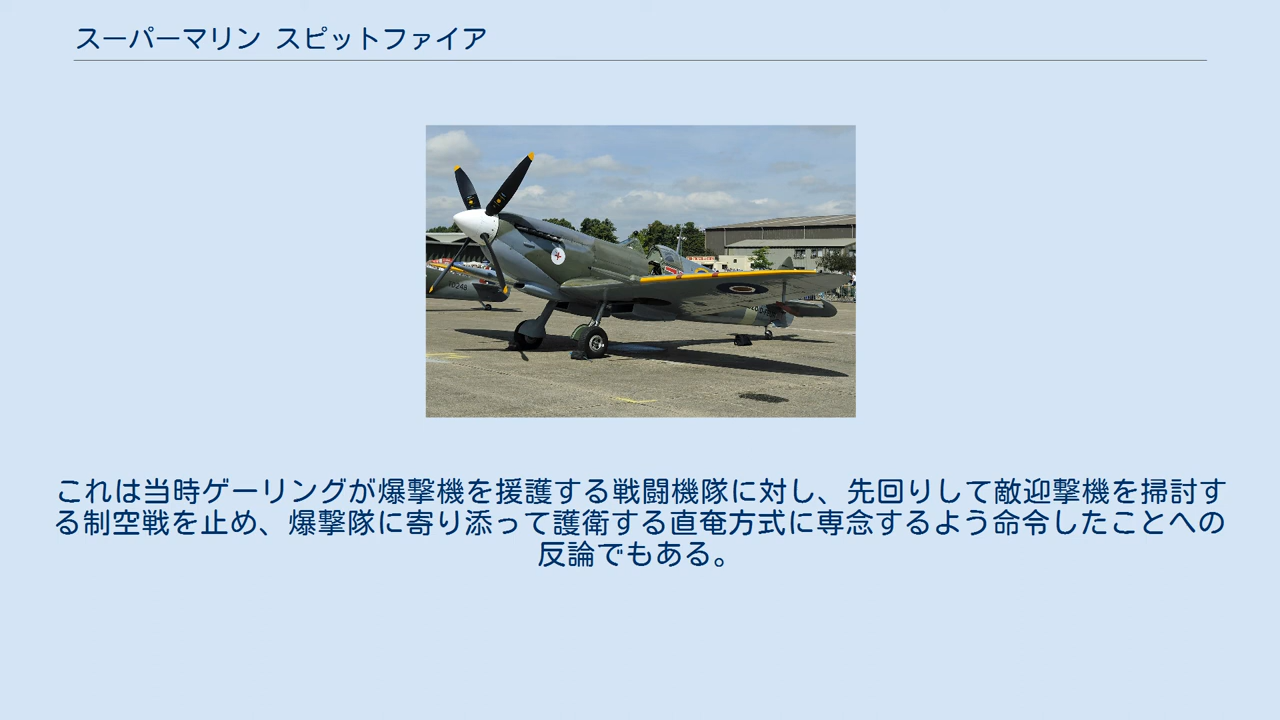 スーパーマリン スピットファイア
10248
これは当時ゲーリングが爆撃機を援護する戦闘機隊に対し、先回りして敵迎撃機を掃討す
る制空戦を止め、爆撃隊に寄り添って護衛する直奄方式に専念するよう命令したことへの
反論でもある。